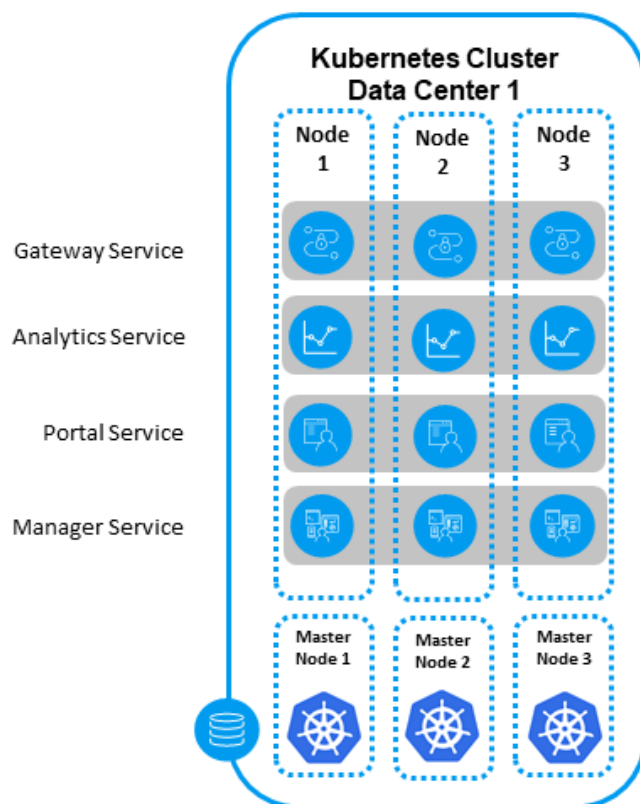 Kubernetes Cluster
Data Center 1
Node
1
Node
2
Node
3
Gateway Service
Analytics Service
Portal Service
Manager Service
Master
Node 1
Master
Node 2
Master
Node 3